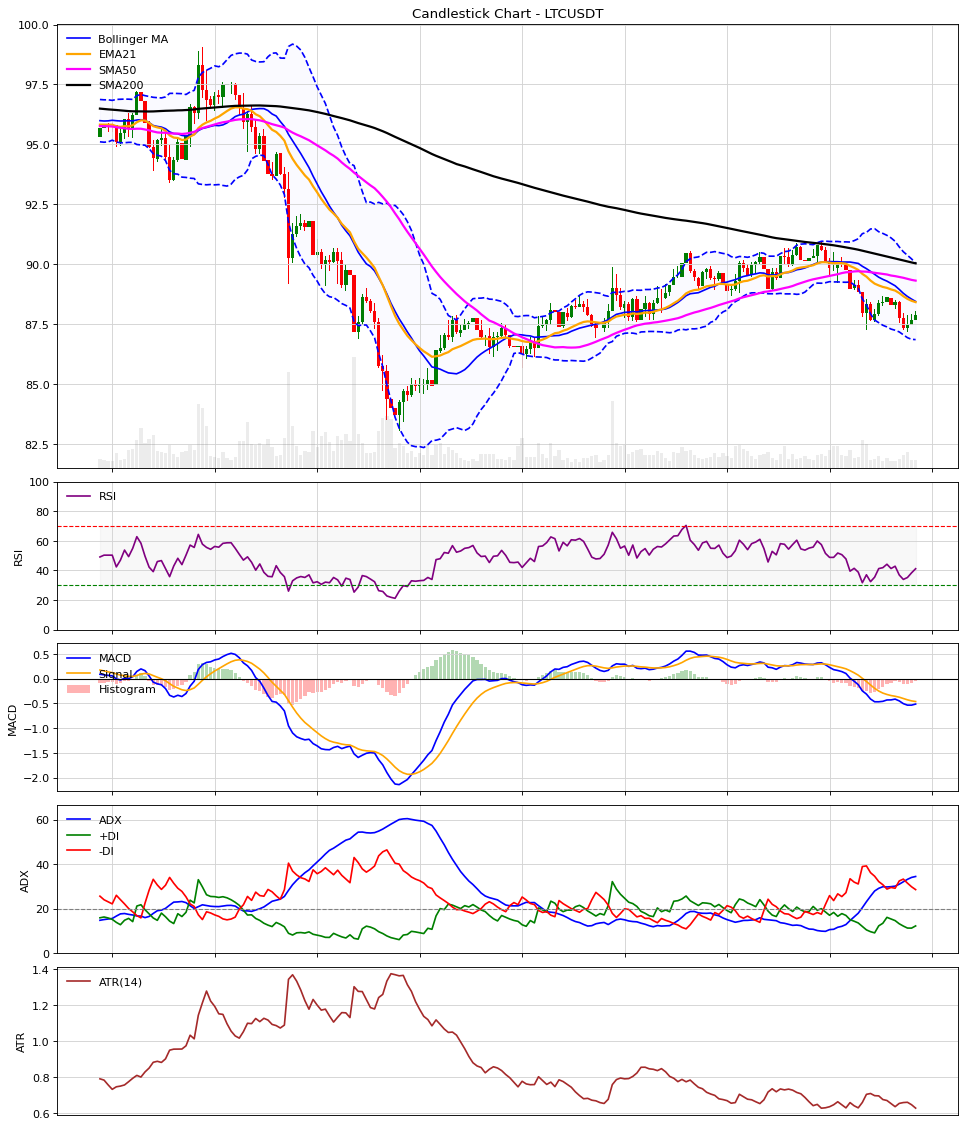 Candlestick Chart - LTCUSDT
100.0
97.5
95.0
92.5
90.0
87.5
85.0
82.5
Bollinger MA
EMA21
SMA50
SMA200
RSI
100
80
60
40
20
0
RSI
MACD
0.5
0.0
−0.5
−1.0
−1.5
−2.0
MACD
Signal
Histogram
ADX
60
40
20
0
ADX
+DI
-DI
ATR
1.4
1.2
1.0
0.8
0.6
ATR(14)